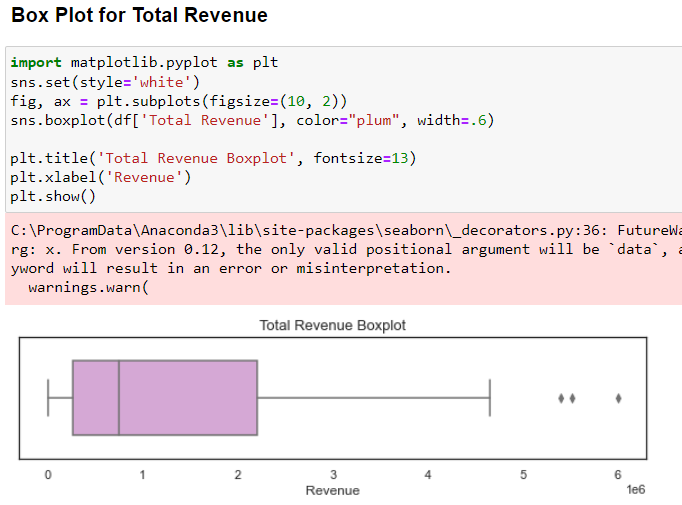 Box Plot for Total Revenue
import matplotlib.pyplot as plt
sns.set(style='white')
fig, ax = plt.subplots(figsize=(10, 2))
sns.boxplot(df['Total Revenue'], color="plum", width=.6)
plt.title('Total Revenue Boxplot', fontsize=13)
plt.xlabel('Revenue')
plt.show()
C:\ProgramData\Anaconda3\lib\site-packages\seaborn\_decorators.py:36: FutureWa
rg: x. From version 0.12, the only valid positional argument will be `data`, a
yword will result in an error or misinterpretation.
warnings.warn(
Total Revenue Boxplot
0 1 2 3 4 5 6
1e6
Revenue